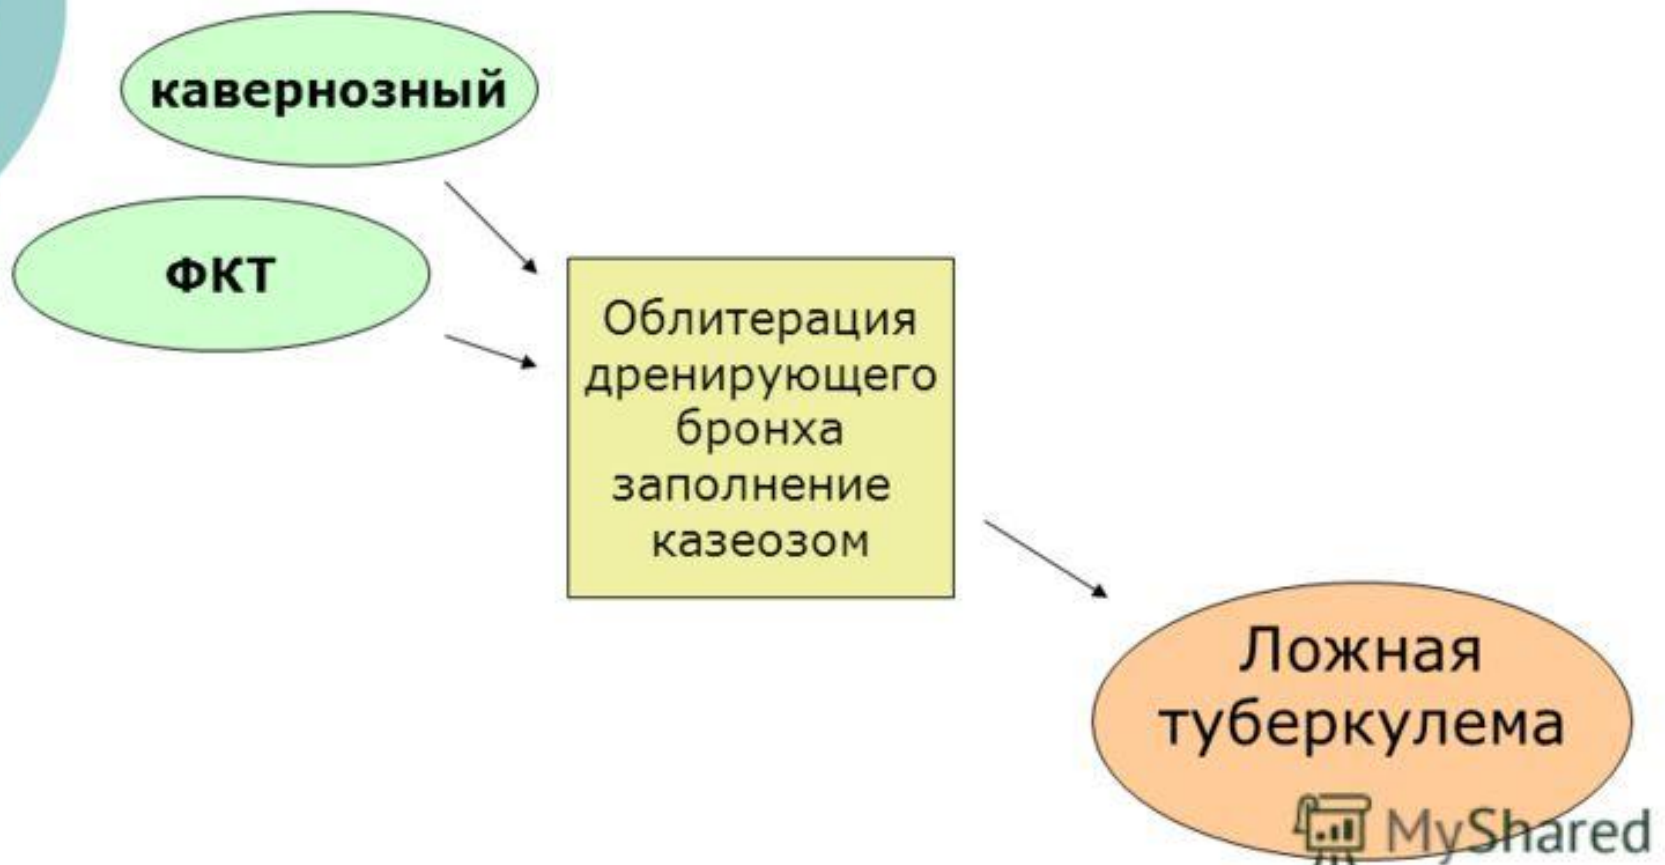 кавернозный
ФКТ
Облитерация
дренирующего
бронха
заполнение
казеозом
Ложная
туберкулема
MyShared